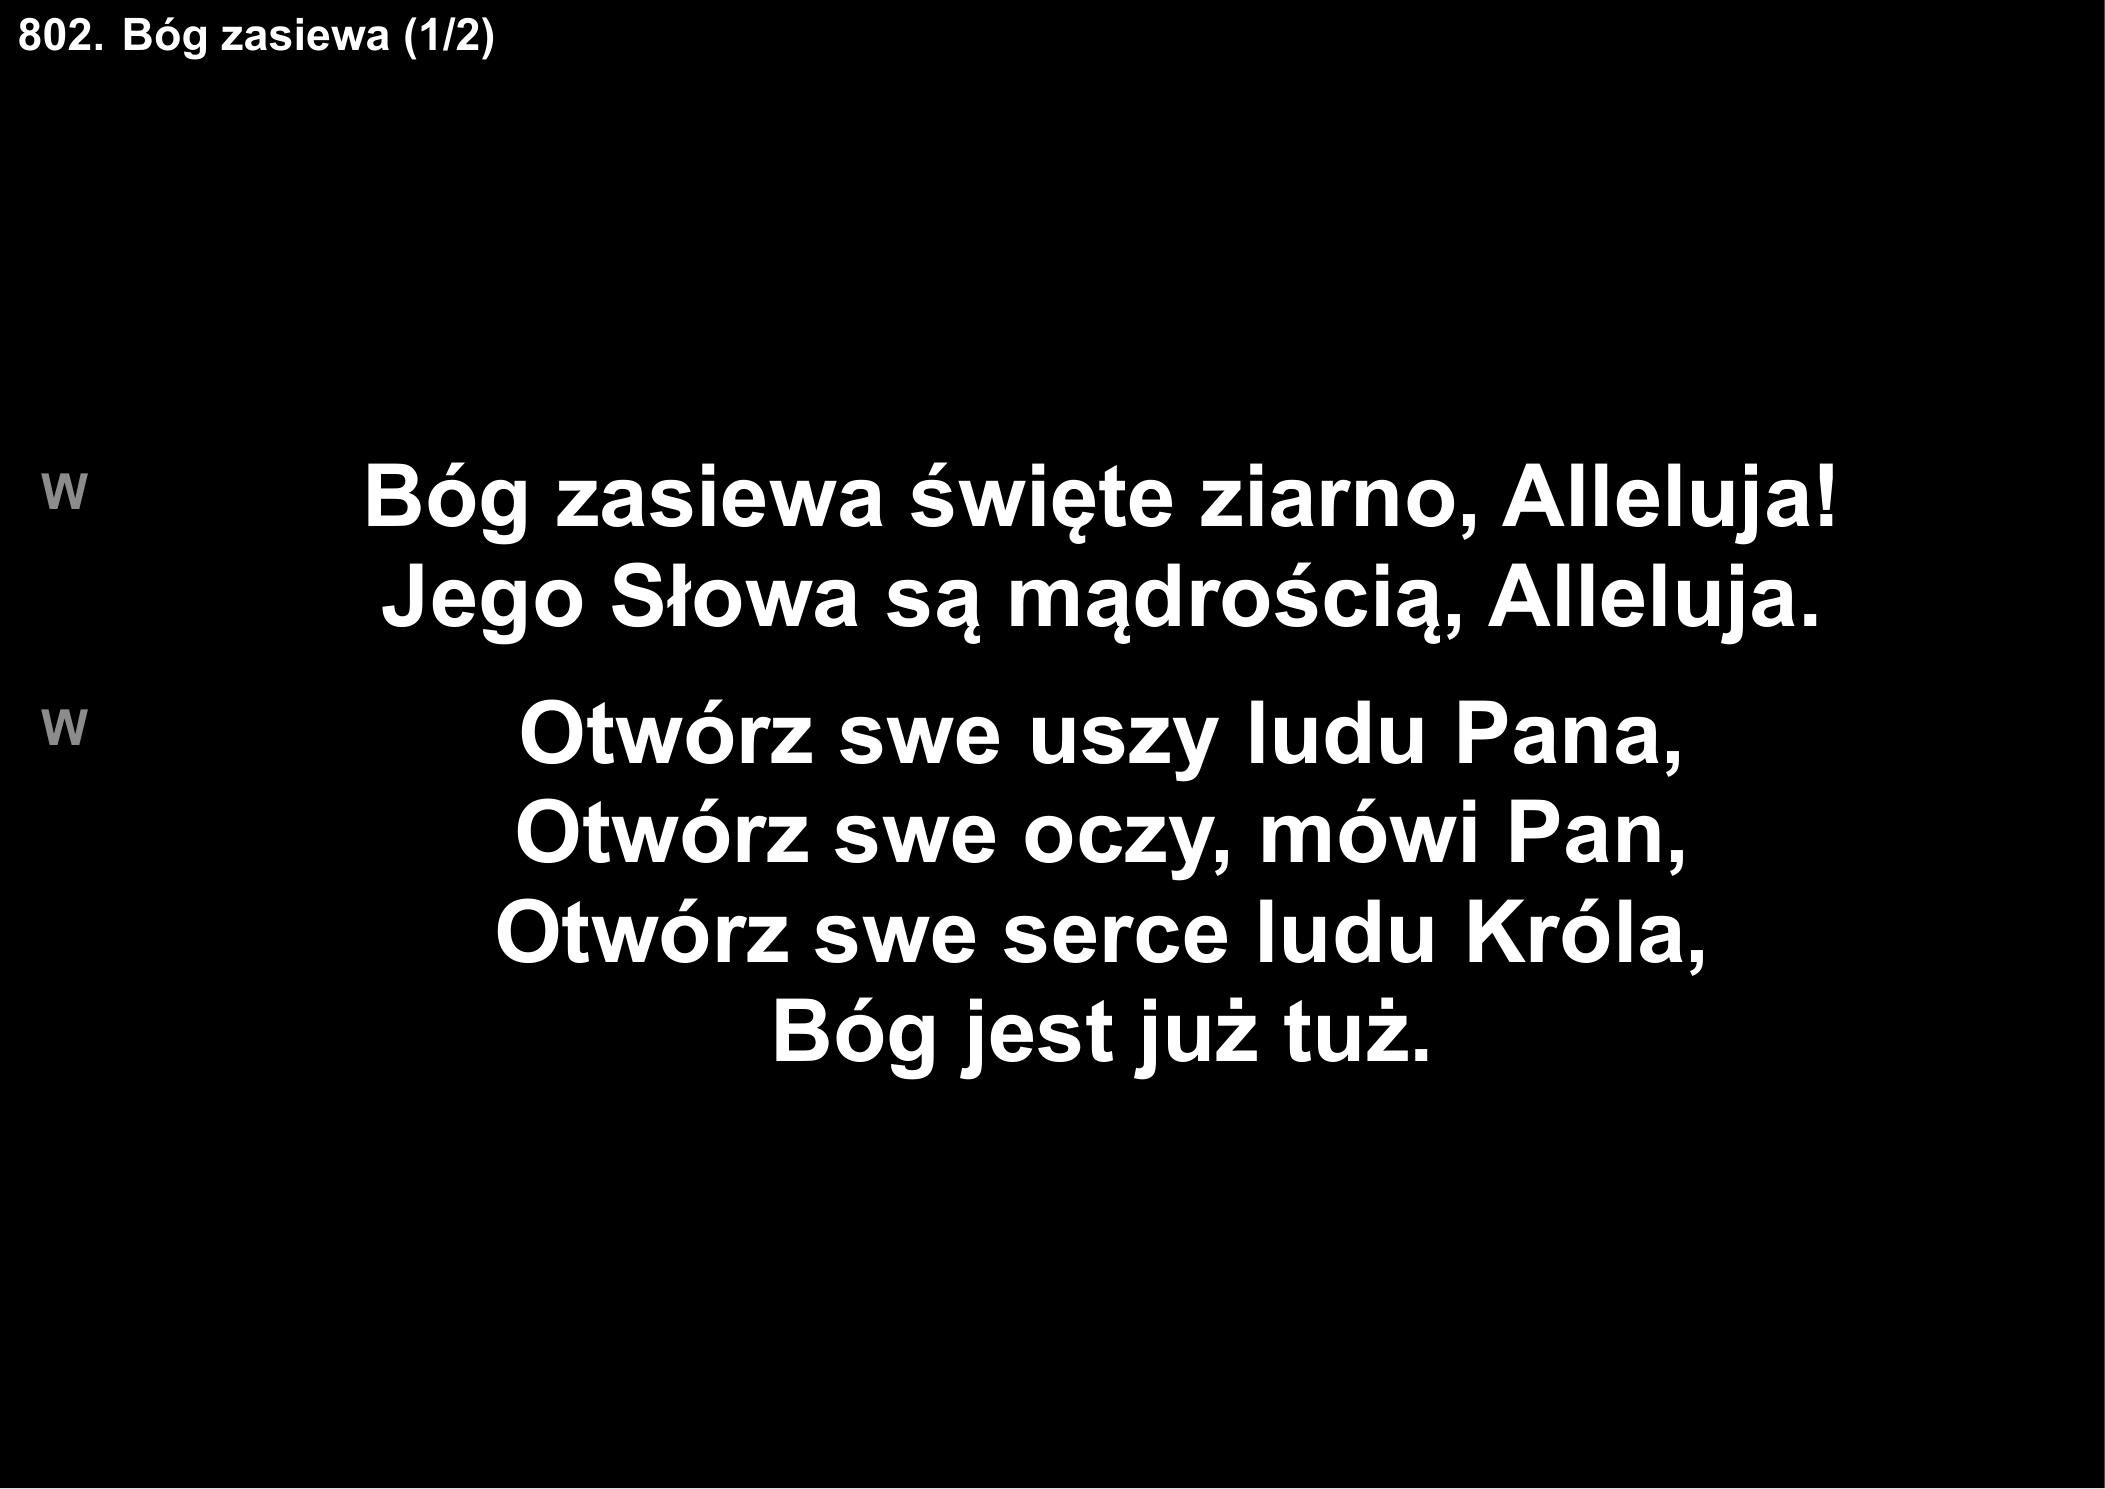 802. Bóg zasiewa (1/2)
W Bóg zasiewa święte ziarno, Alleluja!
Jego Słowa są mądrością, Alleluja.
W Otwórz swe uszy ludu Pana,
Otwórz swe oczy, mówi Pan,
Otwórz swe serce ludu Króla,
Bóg jest już tuż.